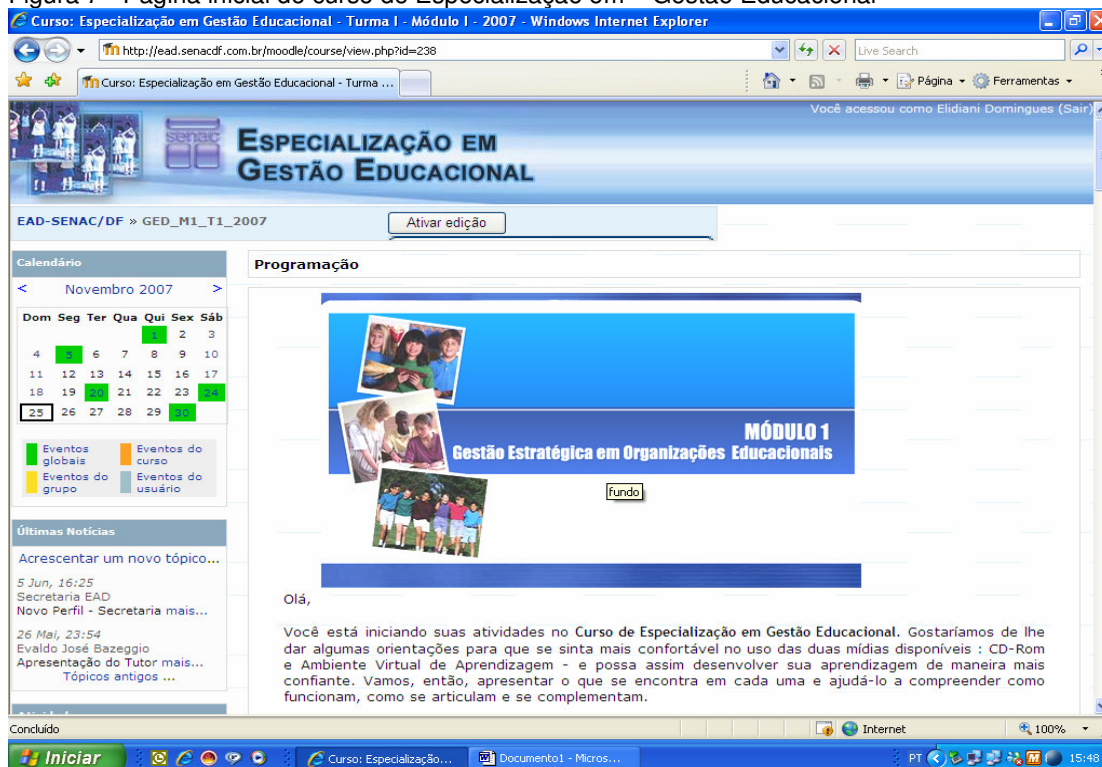 Figura 7 - Página inicial do curso de Especialização em Gestão Educacional
Curso: Especialização em Gestão Educacional - Turma I - Módulo I - 2007 - Windows Internet Explorer
http://ead.senacdf.com.br/moodle/course/view.php?id=238
Live Search
Curso: Especialização em Gestão Educacional - Turma ...
Página
Ferramentas
Você acessou como Elidiani Domingues (Sair)
senac
ESPECIALIZAÇÃO EM
GESTÃO EDUCACIONAL
EAD-SENAC/DF » GED_M1_T1_2007
Ativar edição
Calendário
< Novembro 2007 >
Dom Seg Ter Qua Qui Sex Sáb
1 2 3
4 5 6 7 8 9 10
11 12 13 14 15 16 17
18 19 20 21 22 23 24
25 26 27 28 29 30
Eventos globais
Eventos do curso
Eventos do grupo
Eventos do usuário
Últimas Notícias
Acrescentar um novo tópico...
5 Jun, 16:25
Secretaria EAD
Novo Perfil - Secretaria mais...
26 Mai, 23:54
Evaldo José Bazeggio
Apresentação do Tutor mais...
Tópicos antigos ...
Programação
MÓDULO 1
Gestão Estratégica em Organizações Educacionais
fundo
Olá,
Você está iniciando suas atividades no Curso de Especialização em Gestão Educacional. Gostaríamos de lhe
dar algumas orientações para que se sinta mais confortável no uso das duas mídias disponíveis : CD-Rom
e Ambiente Virtual de Aprendizagem - e possa assim desenvolver sua aprendizagem de maneira mais
confiante. Vamos, então, apresentar o que se encontra em cada uma e ajudá-lo a compreender como
funcionam, como se articulam e se complementam.
Concluído
Internet
100%
Iniciar
Curso: Especialização...
Documento1 - Micros...
PT
15:48